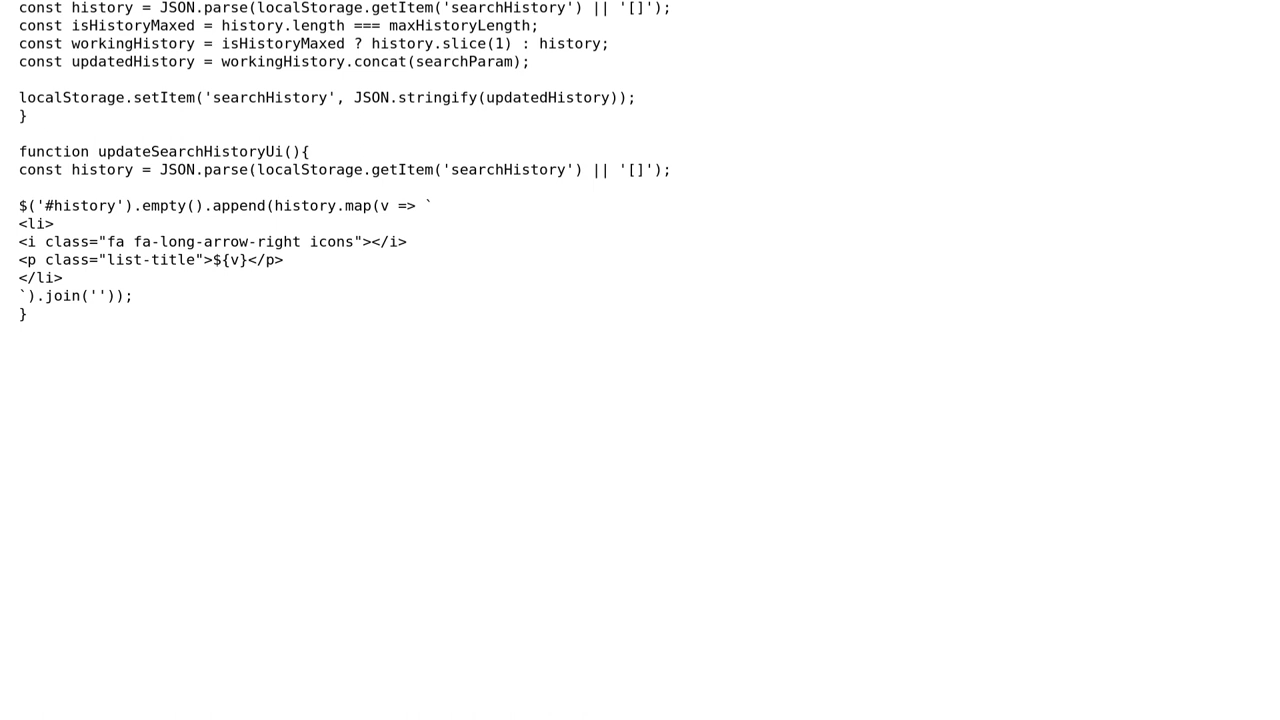 const history = JSON.parse(localStorage.getItem('searchHistory') || '[]');
const isHistoryMaxed = history.length === maxHistoryLength;
const workingHistory = isHistoryMaxed ? history.slice(1) : history;
const updatedHistory = workingHistory.concat(searchParam);

localStorage.setItem('searchHistory', JSON.stringify(updatedHistory));
}

function updateSearchHistoryUi(){
const history = JSON.parse(localStorage.getItem('searchHistory') || '[]');

$('#history').empty().append(history.map(v => `
<li>
<i class="fa fa-long-arrow-right icons"></i>
<p class="list-title">${v}</p>
</li>
`).join(''));
}